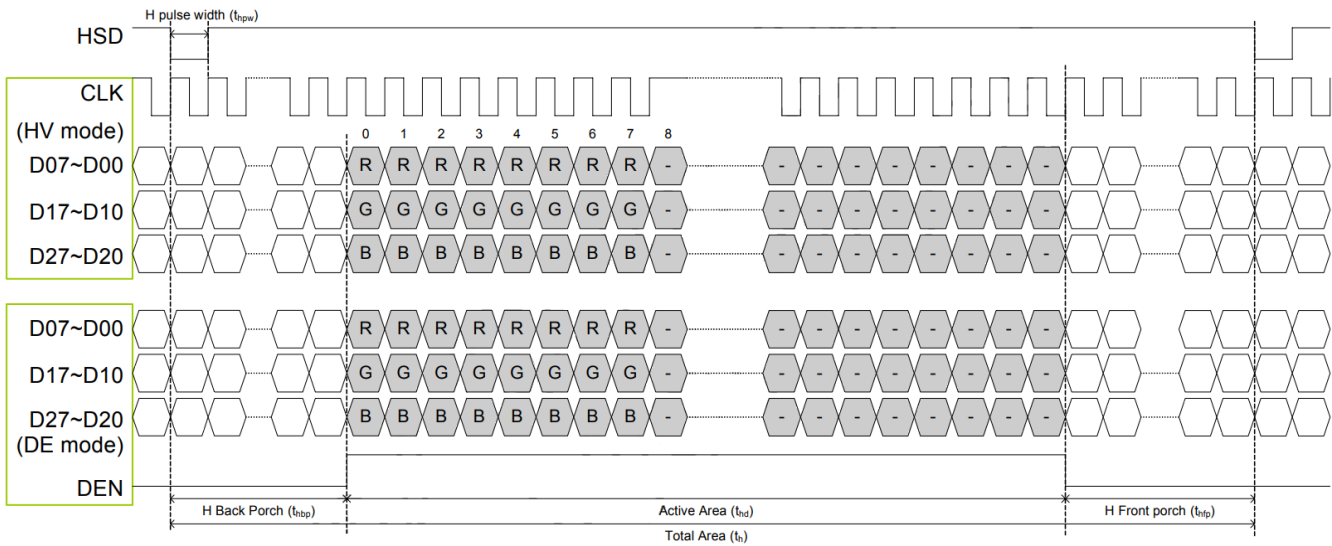 H pulse width (thpw)
HSD
CLK
(HV mode)
0 1 2 3 4 5 6 7 8
D07~D00 R R R R R R R R - - - - - - - - -
D17~D10 G G G G G G G G - - - - - - - - -
D27~D20 B B B B B B B B - - - - - - - - -
D07~D00 R R R R R R R R - - - - - - - - -
D17~D10 G G G G G G G G - - - - - - - - -
D27~D20 B B B B B B B B - - - - - - - - -
(DE mode)
DEN
H Back Porch (thbp) Active Area (thd) H Front porch (thfp)
Total Area (th)